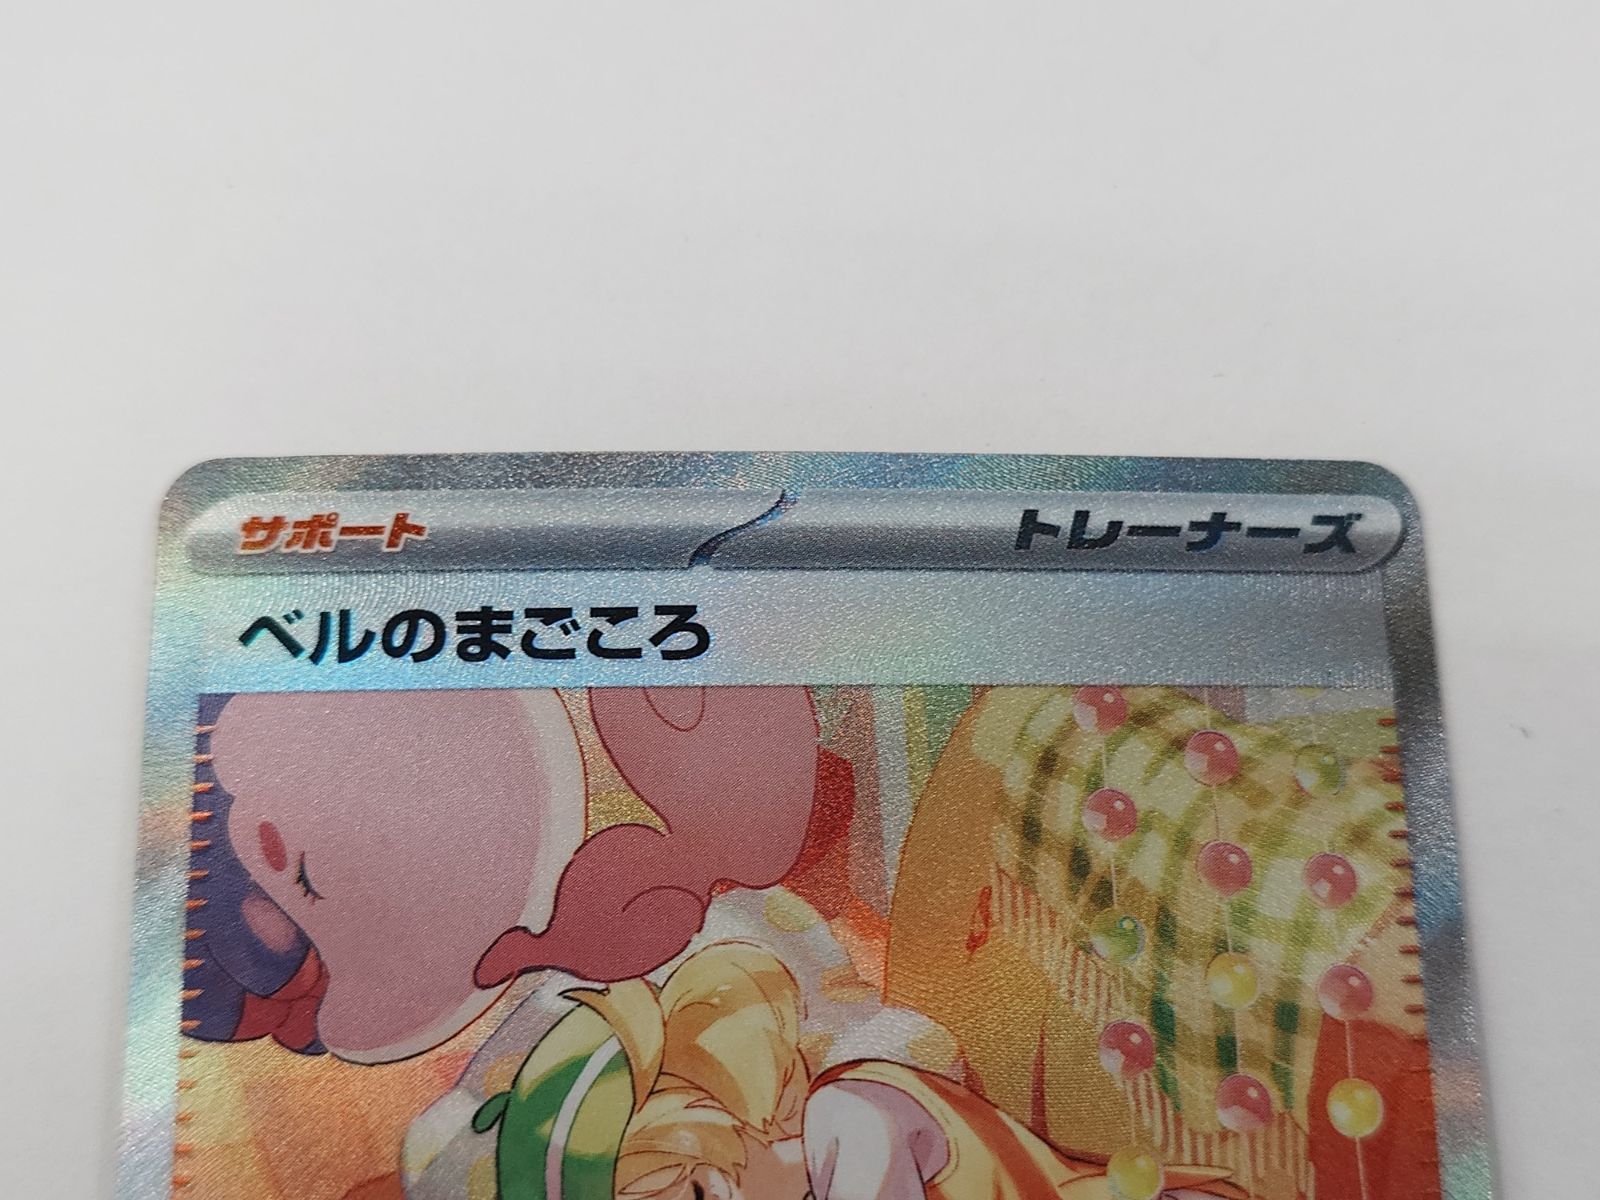 サポート
トレーナーズ
ベルのまごころ